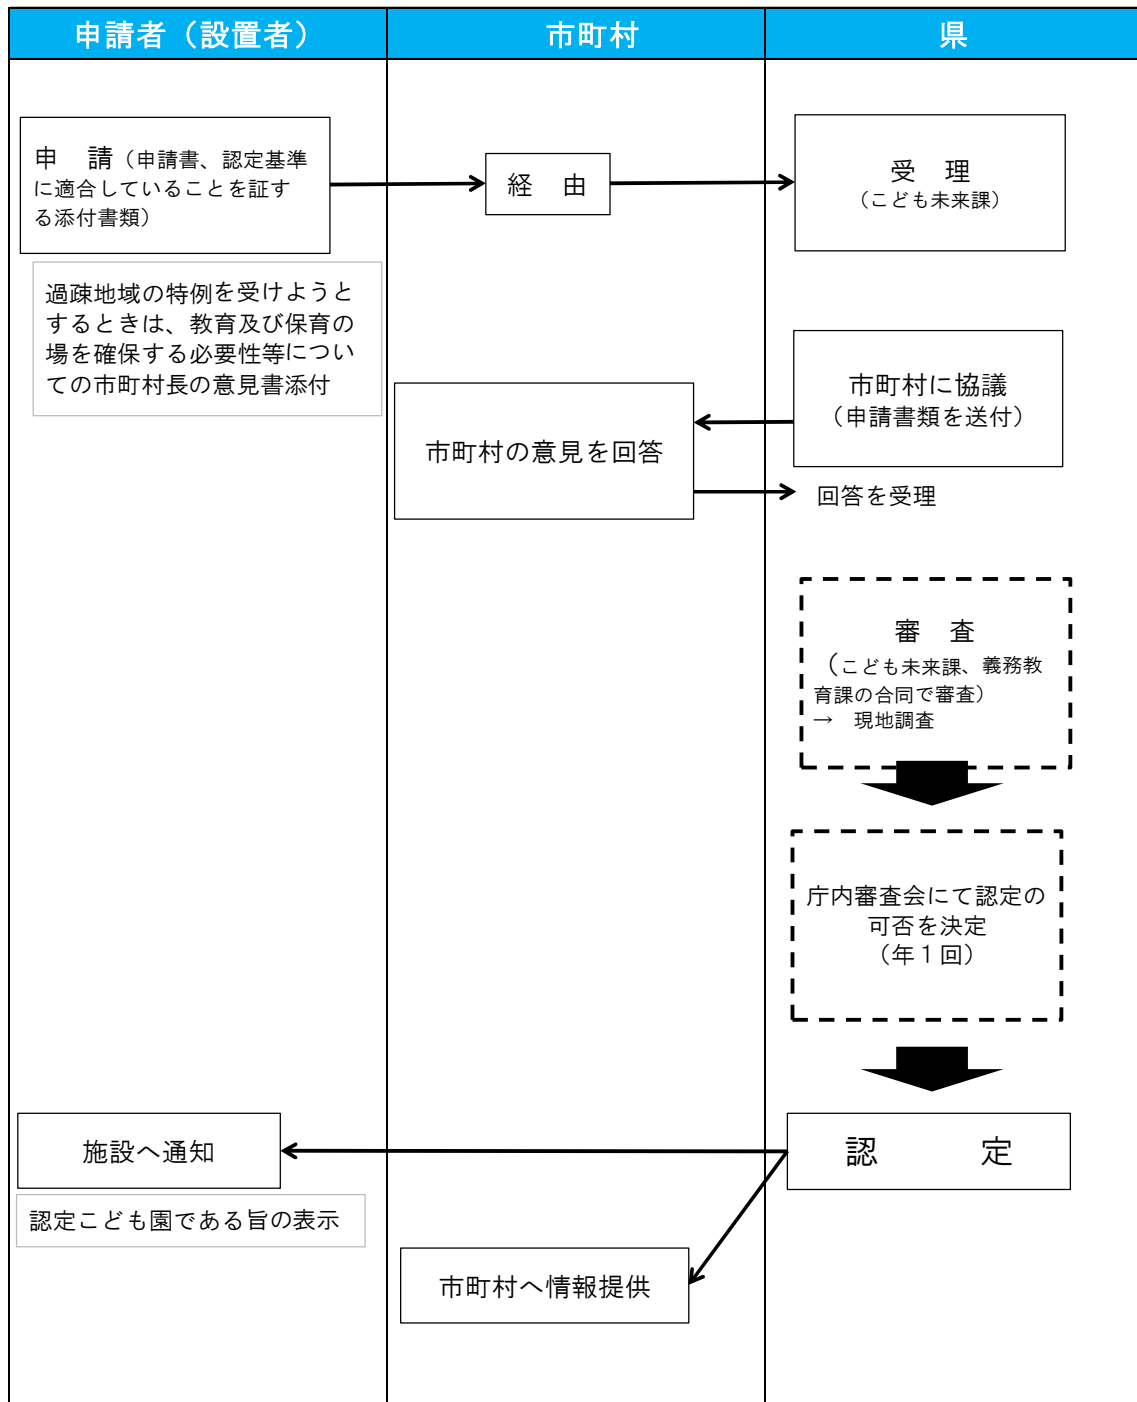 申請者（設置者）
市町村
県
申　請（申請書、認定基準
に適合していることを証す
る添付書類）
経　由
受　理
（こども未来課）
過疎地域の特例を受けようと
するときは、教育及び保育の
場を確保する必要性等につい
ての市町村長の意見書添付
市町村に協議
（申請書類を送付）
市町村の意見を回答
回答を受理
審　査
（こども未来課、義務教
育課の合同で審査）
→　現地調査
庁内審査会にて認定の
可否を決定
（年１回）
認　　定
施設へ通知
認定こども園である旨の表示
市町村へ情報提供